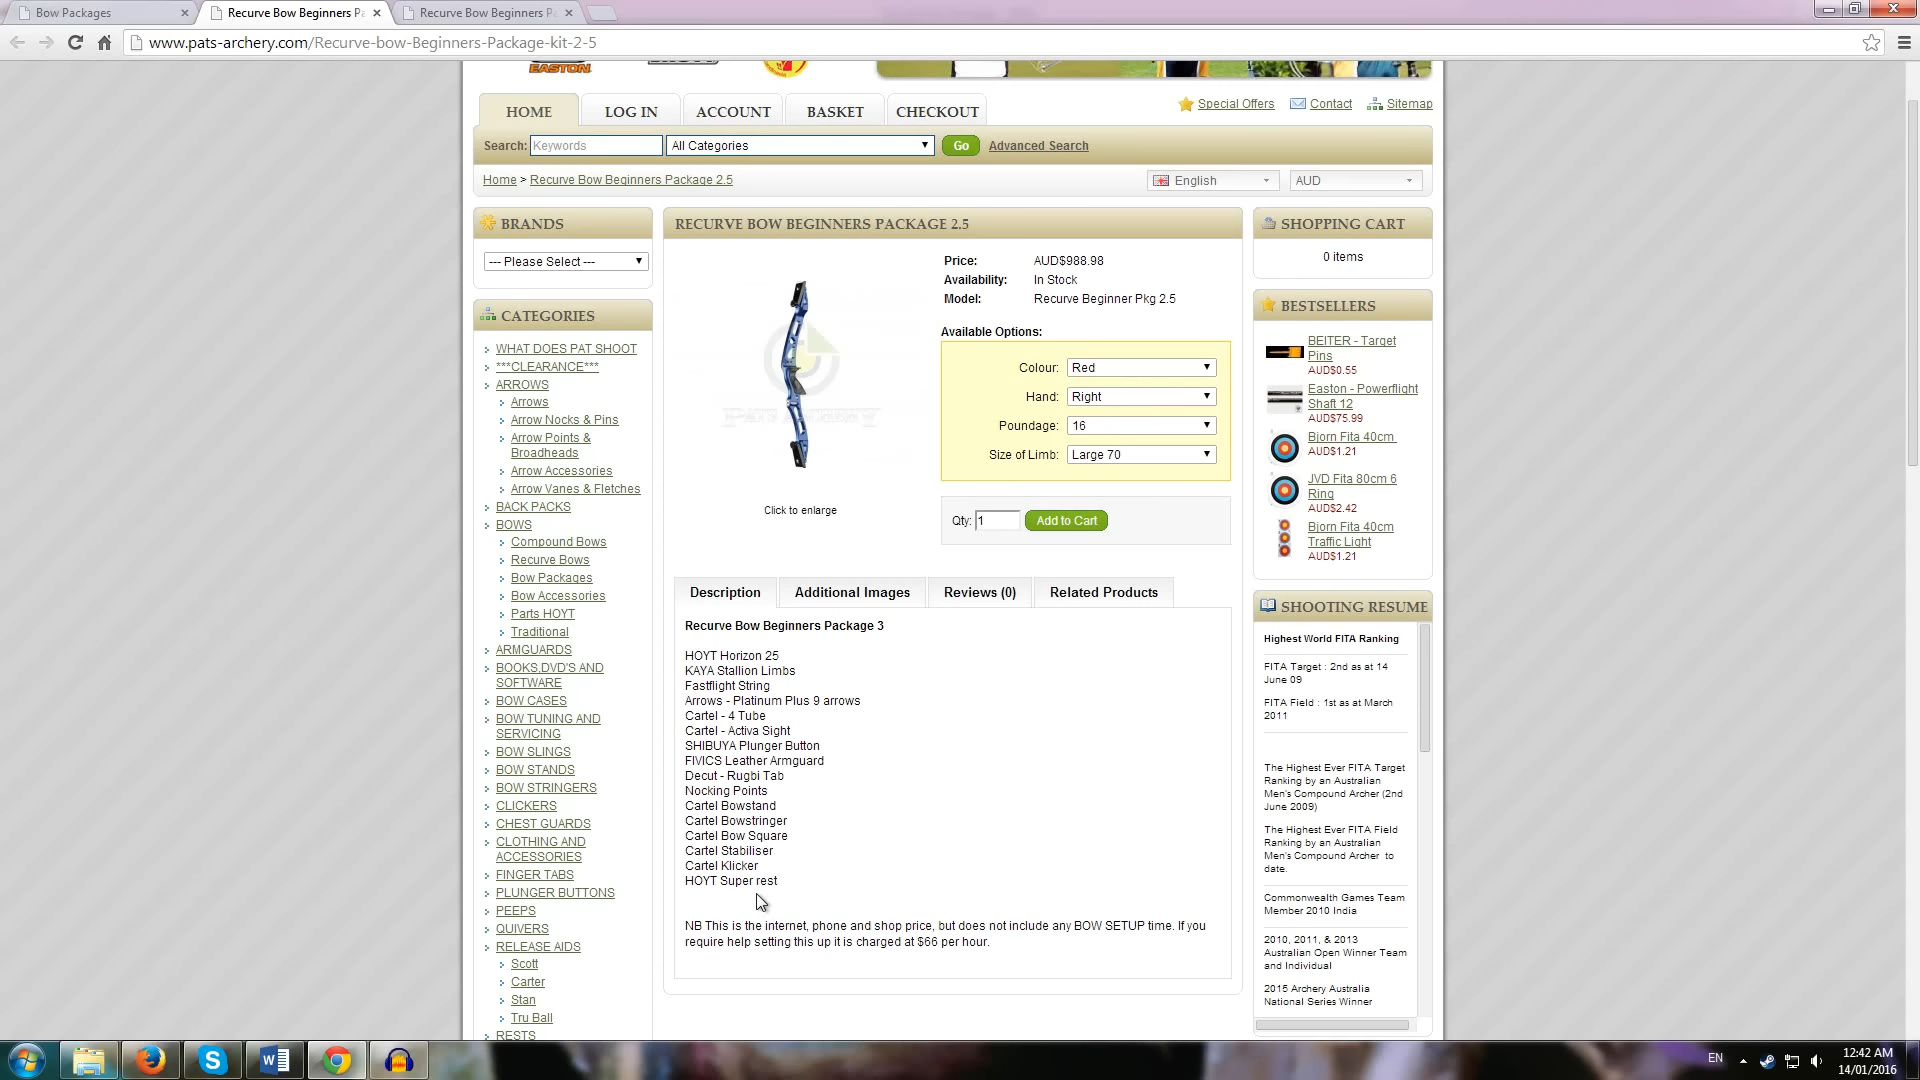 Bow Packages
Recurve Bow Beginners P
Recurve Bow Beginners P
www.pats-archery.com/Recurve-bow-Beginners-Package-kit-2-5
EASTON
HOME
LOG IN
ACCOUNT
BASKET
CHECKOUT
Special Offers
Contact
Sitemap
Search:
Keywords
All Categories
Go
Advanced Search
Home > Recurve Bow Beginners Package 2.5
English
AUD
BRANDS
--- Please Select ---
CATEGORIES
WHAT DOES PAT SHOOT
***CLEARANCE***
ARROWS
Arrows
Arrow Nocks & Pins
Arrow Points &
Broadheads
Arrow Accessories
Arrow Vanes & Fletches
BACK PACKS
BOWS
Compound Bows
Recurve Bows
Bow Packages
Bow Accessories
Parts HOYT
Traditional
ARMGUARDS
BOOKS,DVD'S AND
SOFTWARE
BOW CASES
BOW TUNING AND
SERVICING
BOW SLINGS
BOW STANDS
BOW STRINGERS
CLICKERS
CHEST GUARDS
CLOTHING AND
ACCESSORIES
FINGER TABS
PLUNGER BUTTONS
PEEPS
QUIVERS
RELEASE AIDS
Scott
Carter
Stan
Tru Ball
RESTS
RECURVE BOW BEGINNERS PACKAGE 2.5
PATS ARCHERY
Click to enlarge
Price: AUD$988.98
Availability: In Stock
Model: Recurve Beginner Pkg 2.5
Available Options:
Colour: Red
Hand: Right
Poundage: 16
Size of Limb: Large 70
Qty: 1 Add to Cart
Description
Additional Images
Reviews (0)
Related Products
Recurve Bow Beginners Package 3
HOYT Horizon 25
KAYA Stallion Limbs
Fastflight String
Arrows - Platinum Plus 9 arrows
Cartel - 4 Tube
Cartel - Activa Sight
SHIBUYA Plunger Button
FIVICS Leather Armguard
Decut - Rugbi Tab
Nocking Points
Cartel Bowstand
Cartel Bowstringer
Cartel Bow Square
Cartel Stabiliser
Cartel Klicker
HOYT Super rest
NB This is the internet, phone and shop price, but does not include any BOW SETUP time. If you
require help setting this up it is charged at $66 per hour.
SHOPPING CART
0 items
BESTSELLERS
BEITER - Target
Pins
AUD$0.55
Easton - Powerflight
Shaft 12
AUD$75.99
Bjorn Fita 40cm
AUD$1.21
JVD Fita 80cm 6
Ring
AUD$2.42
Bjorn Fita 40cm
Traffic Light
AUD$1.21
SHOOTING RESUME
Highest World FITA Ranking
FITA Target : 2nd as at 14
June 09
FITA Field : 1st as at March
2011
The Highest Ever FITA Target
Ranking by an Australian
Men's Compound Archer (2nd
June 2009)
The Highest Ever FITA Field
Ranking by an Australian
Men's Compound Archer to
date.
Commonwealth Games Team
Member 2010 India
2010, 2011, & 2013
Australian Open Winner Team
and Individual
2015 Archery Australia
National Series Winner
EN
12:42 AM
14/01/2016